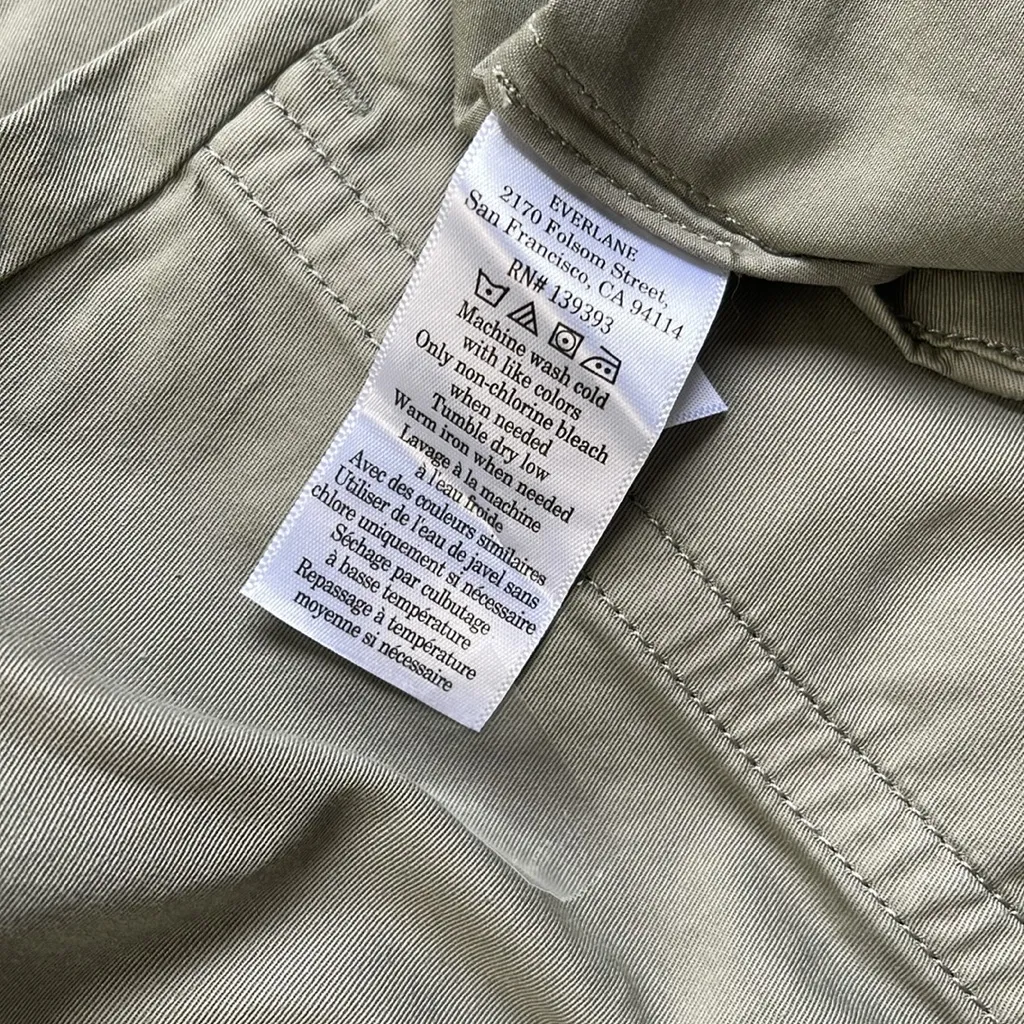 EVERLANE
2170 Folsom Street,
San Francisco, CA 94114
RN# 139393
Machine wash cold
with like colors
Only non-chlorine bleach
when needed
Tumble dry low
Warm iron when needed
Lavage à la machine
à l'eau froide
Avec des couleurs similaires
Utiliser de l'eau de javel sans
chlore uniquement si nécessaire
Séchage par culbutage
à basse température
Repassage à température
moyenne si nécessaire